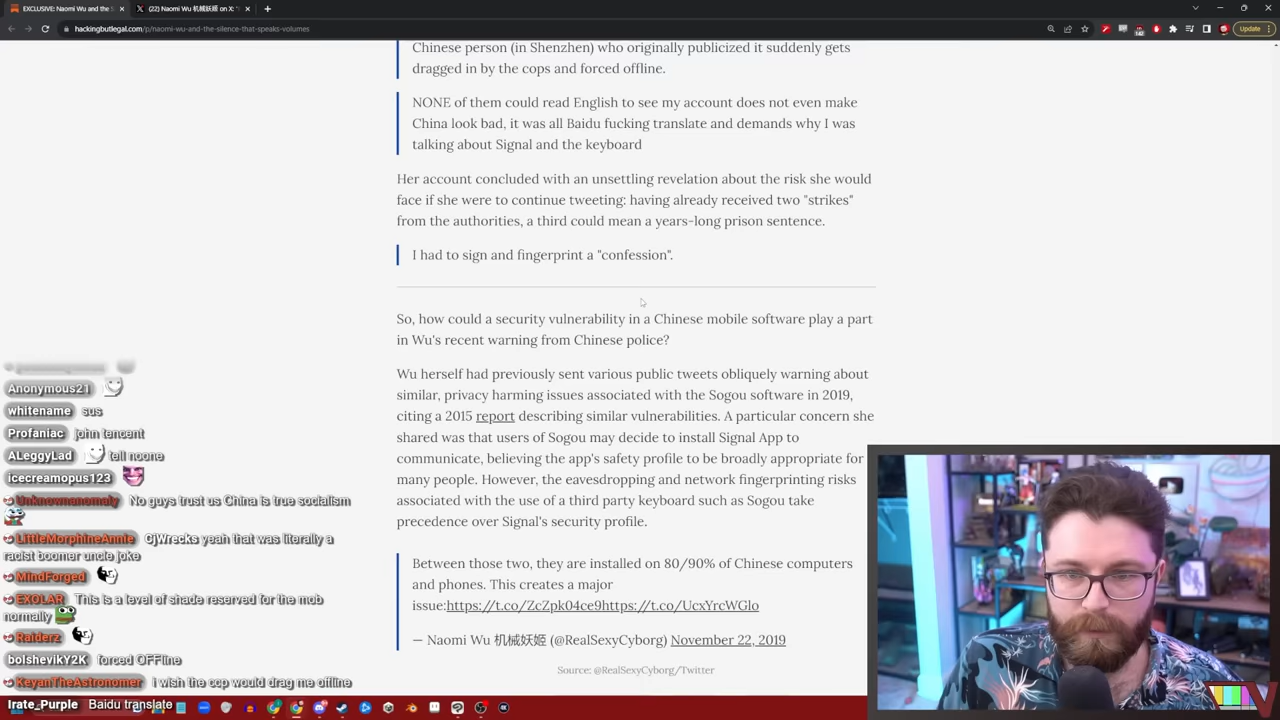 EXCLUSIVE: Naomi Wu and the S
(22) Naomi Wu 机械妖姬 on X: "
hackingbutlegal.com/p/naomi-wu-and-the-silence-that-speaks-volumes
Update
Chinese person (in Shenzhen) who originally publicized it suddenly gets
dragged in by the cops and forced offline.
NONE of them could read English to see my account does not even make
China look bad, it was all Baidu fucking translate and demands why I was
talking about Signal and the keyboard
Her account concluded with an unsettling revelation about the risk she would
face if she were to continue tweeting: having already received two "strikes"
from the authorities, a third could mean a years-long prison sentence.
I had to sign and fingerprint a "confession".
So, how could a security vulnerability in a Chinese mobile software play a part
in Wu's recent warning from Chinese police?
Wu herself had previously sent various public tweets obliquely warning about
similar, privacy harming issues associated with the Sogou software in 2019,
citing a 2015 report describing similar vulnerabilities. A particular concern she
shared was that users of Sogou may decide to install Signal App to
communicate, believing the app's safety profile to be broadly appropriate for
many people. However, the eavesdropping and network fingerprinting risks
associated with the use of a third party keyboard such as Sogou take
precedence over Signal's security profile.
Between those two, they are installed on 80/90% of Chinese computers
and phones. This creates a major
issue:https://t.co/ZcZpk04ce9https://t.co/UcxYrcWGlo
— Naomi Wu 机械妖姬 (@RealSexyCyborg) November 22, 2019
Source: @RealSexyCyborg/Twitter
Anonymous21
whitename sus
Profaniac john tencent
ALeggyLad tell noone
icecreamopus123
Unknownanomaly No guys trust us China is true socialism
LittleMorphineAnnie CjWrecks yeah that was literally a
racist boomer uncle joke
MindForged
EXOLAR This is a level of shade reserved for the mob
normally
Raiderz
bolshevikY2K forced OFFline
KeyanTheAstronomer I wish the ccp would drag me offline
Irate_Purple Baidu translate